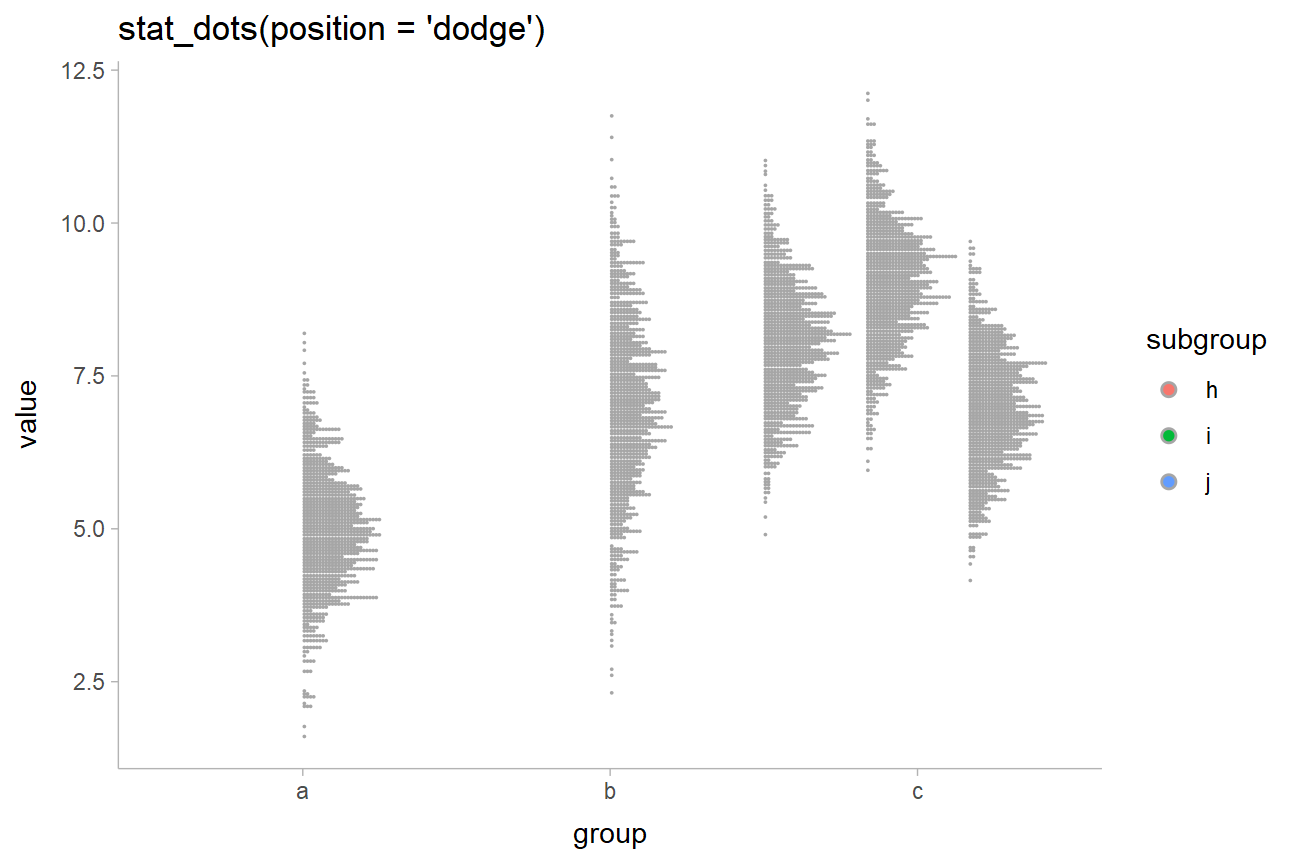 stat_dots(position = 'dodge')
12.5
10.0
7.5
5.0
2.5
value
a b c
group
subgroup
h
i
j